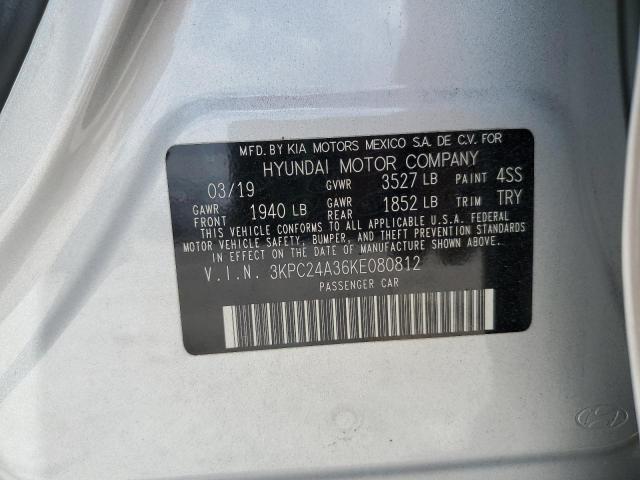 MFD. BY KIA MOTORS MEXICO S.A. DE C.V. FOR
HYUNDAI MOTOR COMPANY
03/19 GVWR 3527 LB PAINT 4SS
GAWR FRONT 1940 LB GAWR REAR 1852 LB TRIM TRY
THIS VEHICLE CONFORMS TO ALL APPLICABLE U.S.A. FEDERAL
MOTOR VEHICLE SAFETY, BUMPER, AND THEFT PREVENTION STANDARDS
IN EFFECT ON THE DATE OF MANUFACTURE SHOWN ABOVE.
V.I.N. 3KPC24A36KE080812
PASSENGER CAR